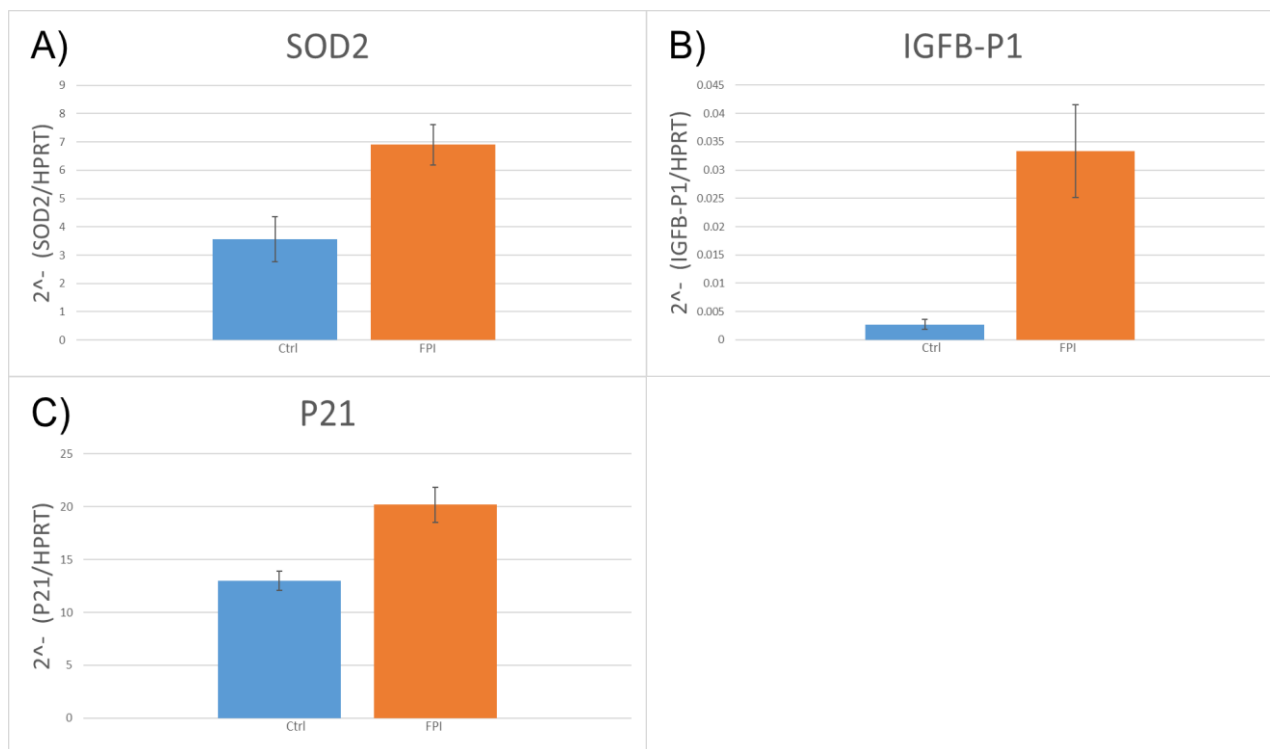 A)
SOD2
2^- (SOD2/HPRT)
9
8
7
6
5
4
3
2
1
0
Ctrl FPI
B)
IGFB-P1
2^- (IGFB-P1/HPRT)
0.045
0.04
0.035
0.03
0.025
0.02
0.015
0.01
0.005
0
Ctrl FPI
C)
P21
2^- (P21/HPRT)
25
20
15
10
5
0
Ctrl FPI